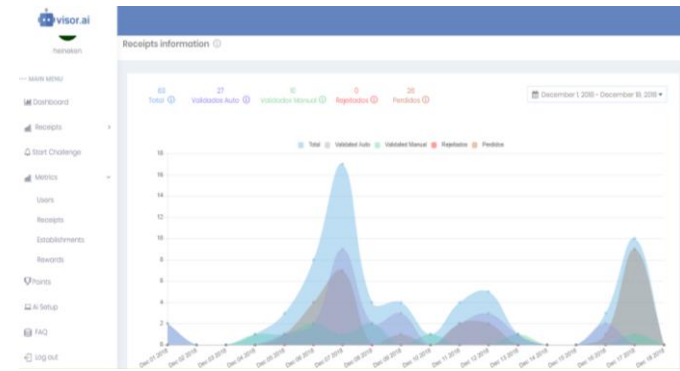 visor.ai
heineken
MAIN MENU
Dashboard
Receipts
Start Challenge
Metrics
Users
Receipts
Establishments
Rewards
Points
AI Setup
FAQ
Log out
Receipts information
63 27 10 0 26
Total Validados Auto Validados Manual Rejeitados Perdidos
December 1, 2018 - December 18, 2018
Total Validated Auto Validated Manual Rejeitados Perdidos
18
16
14
12
10
8
6
4
2
0
Dec 01 2018 Dec 02 2018 Dec 03 2018 Dec 04 2018 Dec 05 2018 Dec 06 2018 Dec 07 2018 Dec 08 2018 Dec 09 2018 Dec 10 2018 Dec 11 2018 Dec 12 2018 Dec 13 2018 Dec 14 2018 Dec 15 2018 Dec 16 2018 Dec 17 2018 Dec 18 2018